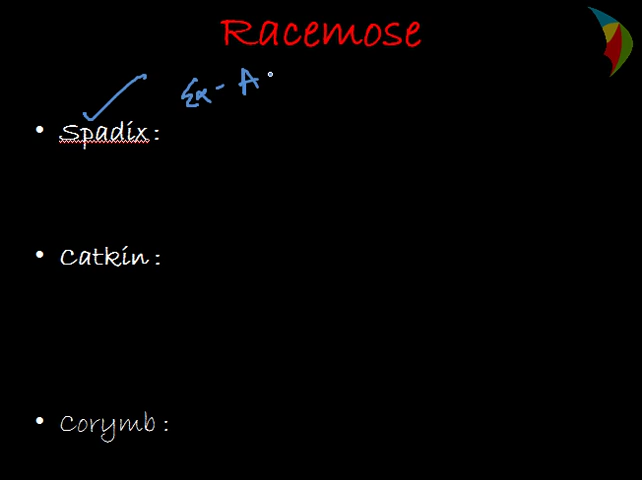 Racemose
Ex - A
• Spadix :
• Catkin :
• Corymb :